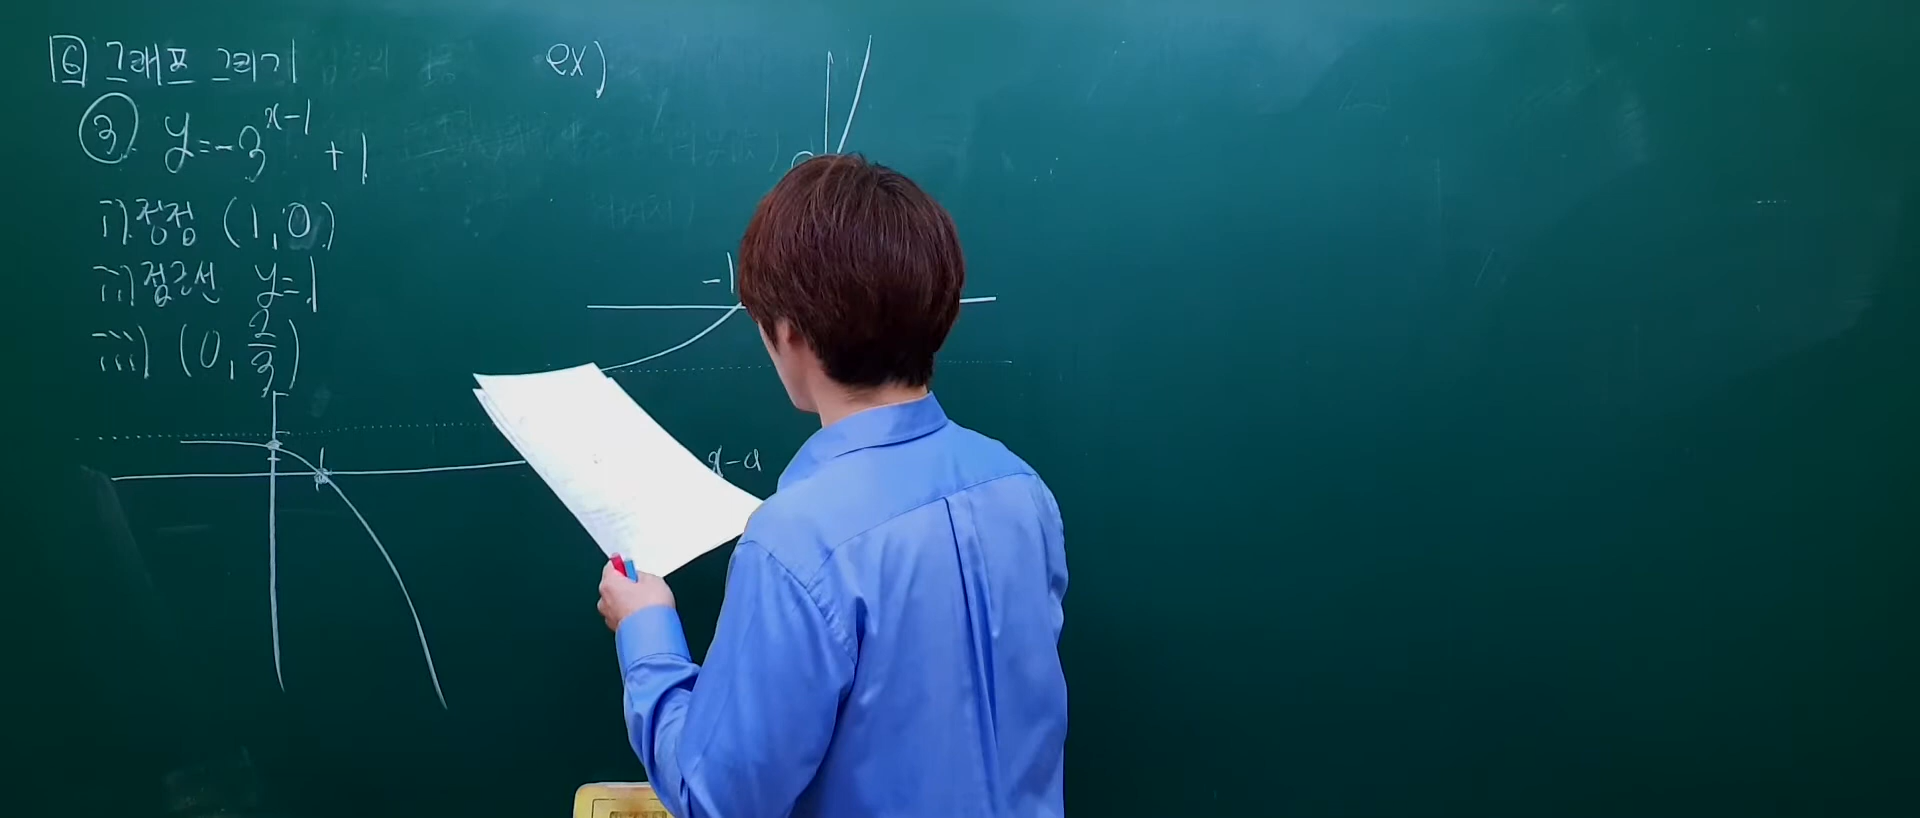 6 그래프 그리기
③ y=-3^{x-1}+1
i) 정점 (1,0)
ii) 점근선 y=1
iii) (0, 2/3)
1
ex)
-1
x-a